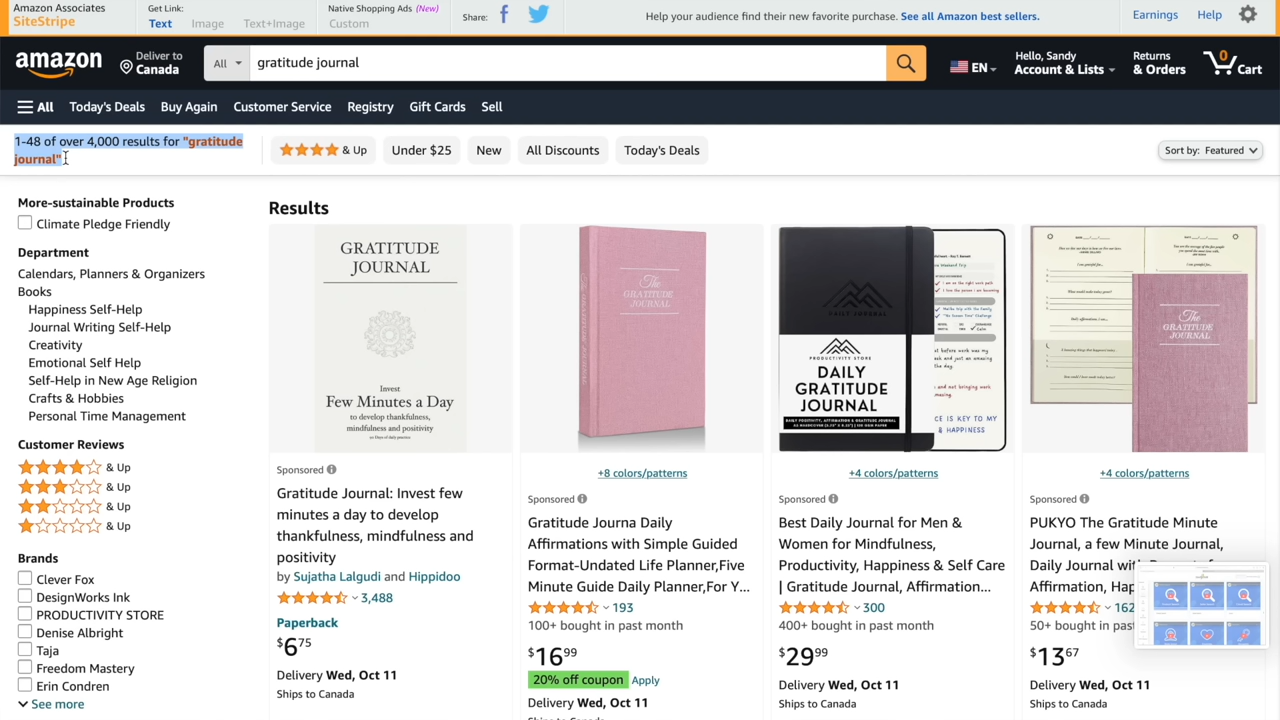 Amazon Associates
SiteStripe
Get Link:
Text Image Text+Image
Native Shopping Ads (New)
Custom
Share:
Help your audience find their new favorite purchase. See all Amazon best sellers.
Earnings Help
amazon
Deliver to
Canada
All
gratitude journal
EN
Hello, Sandy
Account & Lists
Returns
& Orders
0
Cart
All Today's Deals Buy Again Customer Service Registry Gift Cards Sell
1-48 of over 4,000 results for "gratitude
journal"
& Up Under $25 New All Discounts Today's Deals
Sort by: Featured
More-sustainable Products
Climate Pledge Friendly
Department
Calendars, Planners & Organizers
Books
Happiness Self-Help
Journal Writing Self-Help
Creativity
Emotional Self Help
Self-Help in New Age Religion
Crafts & Hobbies
Personal Time Management
Customer Reviews
& Up
& Up
& Up
& Up
Brands
Clever Fox
DesignWorks Ink
PRODUCTIVITY STORE
Denise Albright
Taja
Freedom Mastery
Erin Condren
See more
Results
GRATITUDE
JOURNAL
Invest
Few Minutes a Day
to develop thankfulness,
mindfulness and positivity
Sponsored
Gratitude Journal: Invest few
minutes a day to develop
thankfulness, mindfulness and
positivity
by Sujatha Lalgudi and Hippidoo
3,488
Paperback
$6 75
Delivery Wed, Oct 11
Ships to Canada
The
GRATITUDE
JOURNAL
+8 colors/patterns
Sponsored
Gratitude Journa Daily
Affirmations with Simple Guided
Format-Undated Life Planner,Five
Minute Guide Daily Planner,For Y...
193
100+ bought in past month
$16 99
20% off coupon Apply
Delivery Wed, Oct 11
Ships to Canada
DAILY JOURNAL
PRODUCTIVITY STORE
DAILY
GRATITUDE
JOURNAL
+4 colors/patterns
Sponsored
Best Daily Journal for Men &
Women for Mindfulness,
Productivity, Happiness & Self Care
| Gratitude Journal, Affirmation...
300
400+ bought in past month
$29 99
Delivery Wed, Oct 11
Ships to Canada
The
GRATITUDE
JOURNAL
+4 colors/patterns
Sponsored
PUKYO The Gratitude Minute
Journal, a few Minute Journal,
Daily Journal with
Affirmation, Hap
162
50+ bought in past
$13 67
Delivery Wed, Oct 11
Ships to Canada